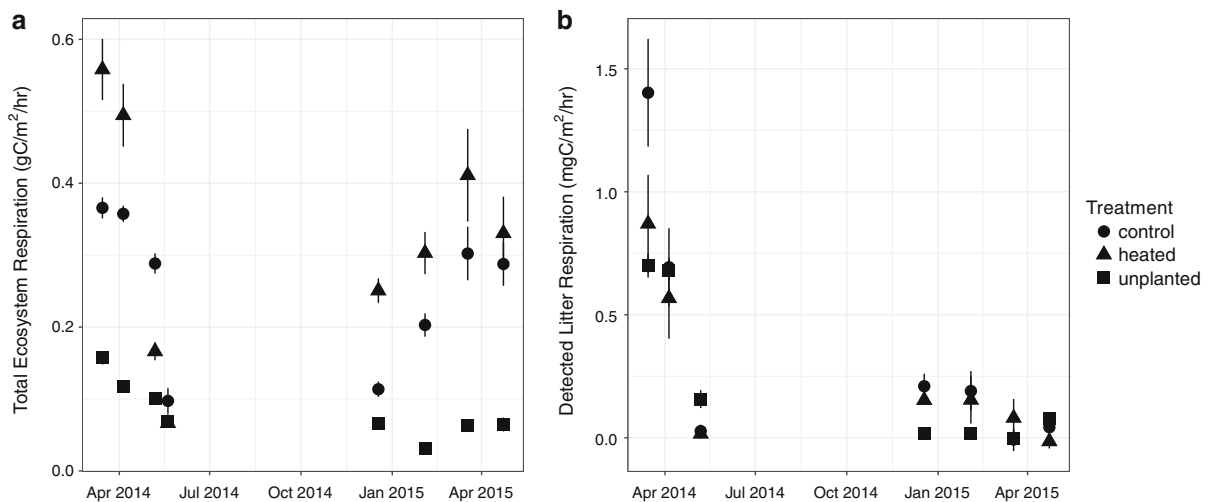 a
Total Ecosystem Respiration (gC/m²/hr)
0.6
0.4
0.2
0.0
Apr 2014 Jul 2014 Oct 2014 Jan 2015 Apr 2015
b
Detected Litter Respiration (mgC/m²/hr)
1.5
1.0
0.5
0.0
Apr 2014 Jul 2014 Oct 2014 Jan 2015 Apr 2015
Treatment
control
heated
unplanted